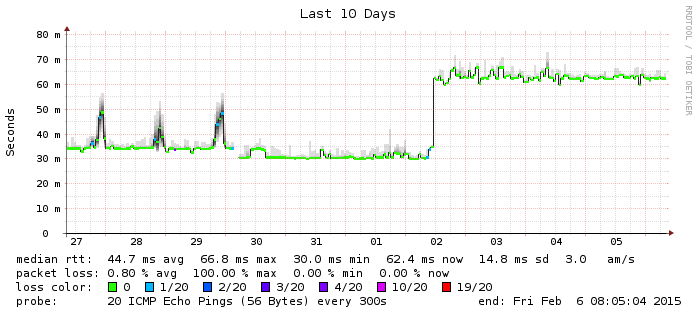 Last 10 Days
RRDTOOL / TOBI OETIKER
Seconds
80 m
70 m
60 m
50 m
40 m
30 m
20 m
10 m
0
27 28 29 30 31 01 02 03 04 05
median rtt: 44.7 ms avg 66.8 ms max 30.0 ms min 62.4 ms now 14.8 ms sd 3.0 am/s
packet loss: 0.80 % avg 100.00 % max 0.00 % min 0.00 % now
loss color: 0 1/20 2/20 3/20 4/20 10/20 19/20
probe: 20 ICMP Echo Pings (56 Bytes) every 300s end: Fri Feb 6 08:05:04 2015